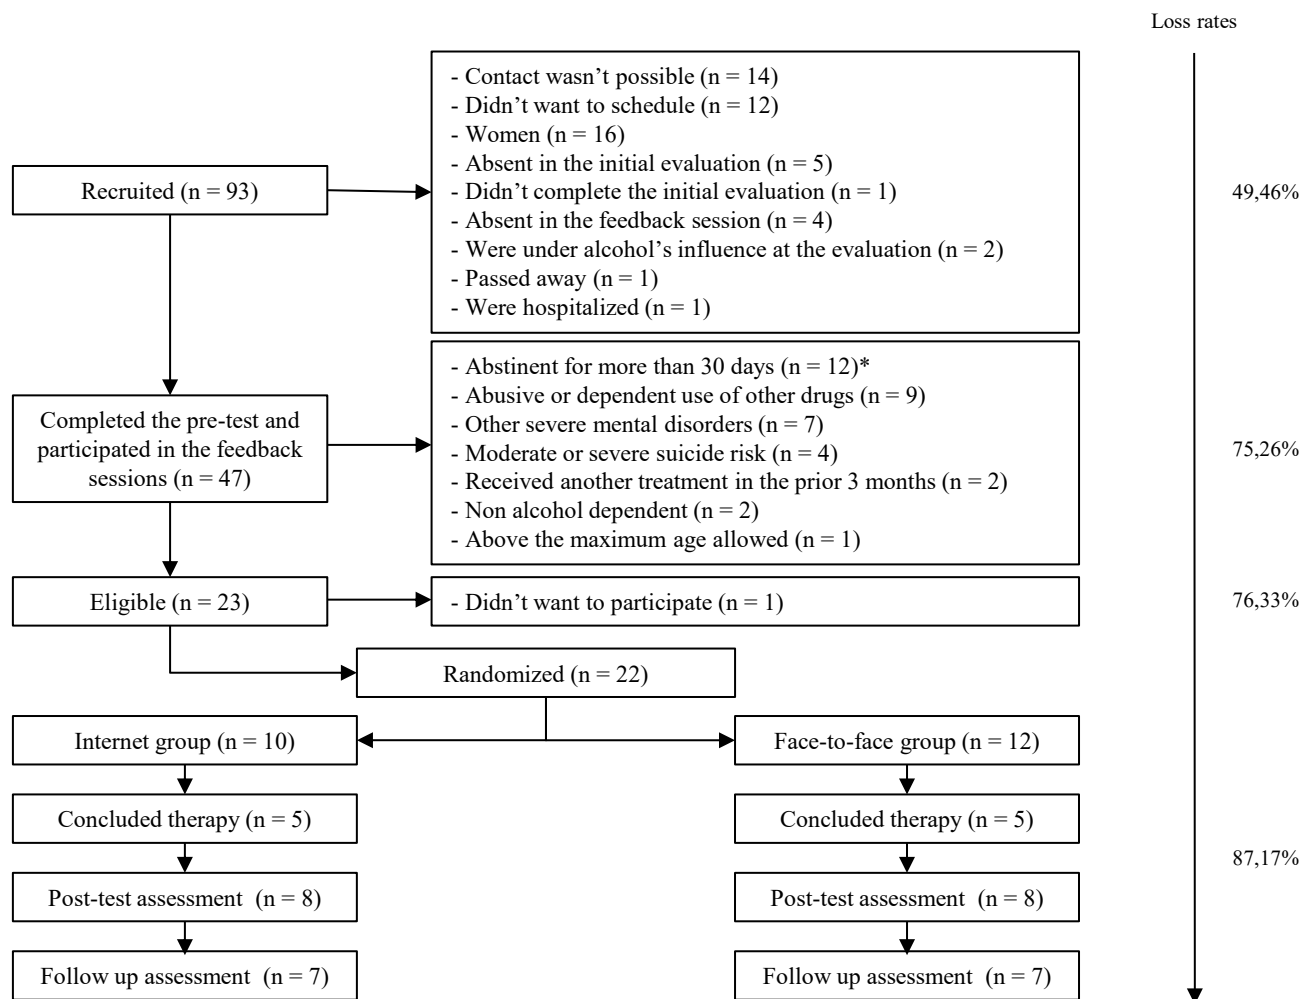 Loss rates
- Contact wasn’t possible (n = 14)
- Didn’t want to schedule (n = 12)
- Women (n = 16)
- Absent in the initial evaluation (n = 5)
- Didn’t complete the initial evaluation (n = 1)
- Absent in the feedback session (n = 4)
- Were under alcohol’s influence at the evaluation (n = 2)
- Passed away (n = 1)
- Were hospitalized (n = 1)
Recruited (n = 93)
49,46%
- Abstinent for more than 30 days (n = 12)*
- Abusive or dependent use of other drugs (n = 9)
- Other severe mental disorders (n = 7)
- Moderate or severe suicide risk (n = 4)
- Received another treatment in the prior 3 months (n = 2)
- Non alcohol dependent (n = 2)
- Above the maximum age allowed (n = 1)
Completed the pre-test and
participated in the feedback
sessions (n = 47)
75,26%
Eligible (n = 23)
- Didn’t want to participate (n = 1)
76,33%
Randomized (n = 22)
Internet group (n = 10)
Face-to-face group (n = 12)
Concluded therapy (n = 5)
Concluded therapy (n = 5)
87,17%
Post-test assessment (n = 8)
Post-test assessment (n = 8)
Follow up assessment (n = 7)
Follow up assessment (n = 7)